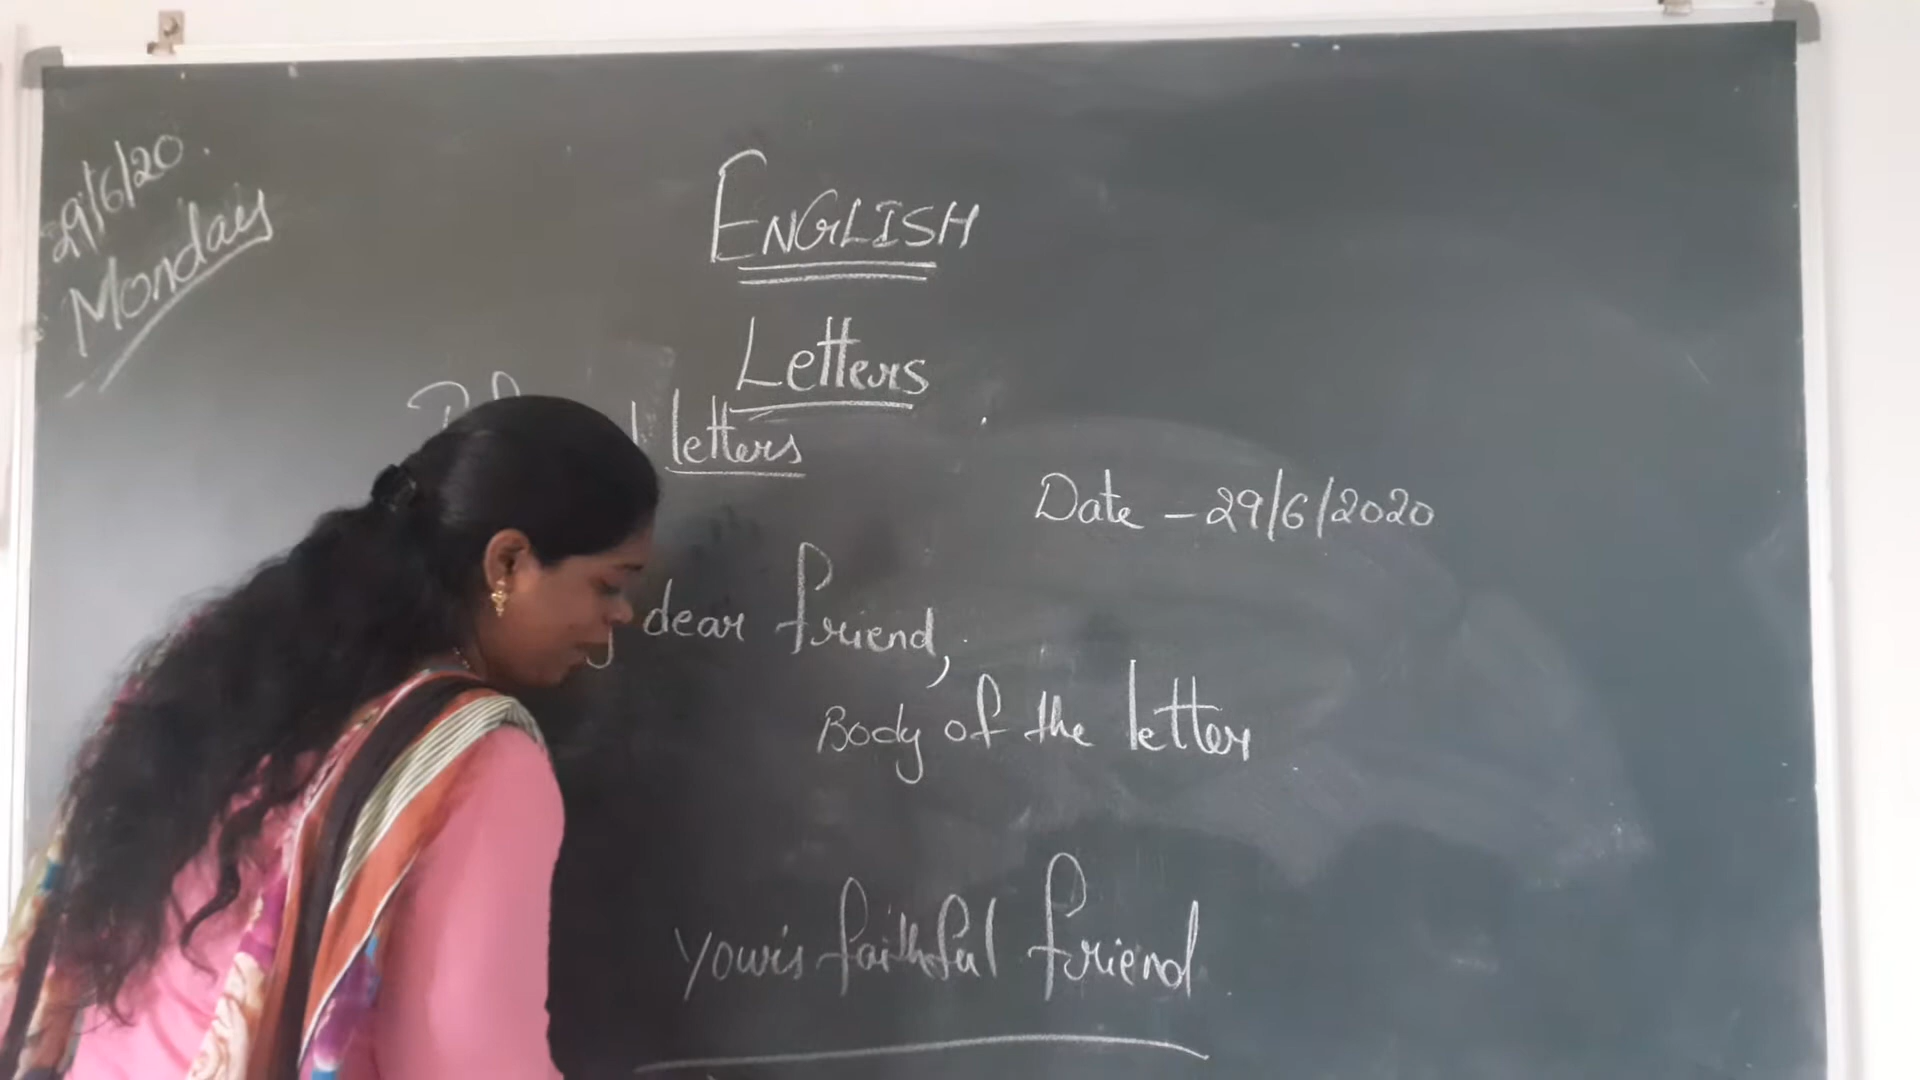 29/6/20.
Monday
ENGLISH
Letters
letters
Date - 29/6/2020
dear friend,
Body of the letter
your's faithful friend